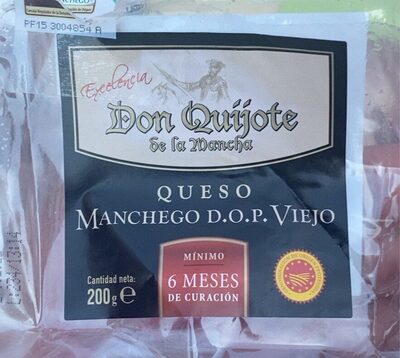 PF15 3004854 A
Excelencia
Don Quijote
de la Mancha
QUESO
MANCHEGO D.O.P. VIEJO
MÍNIMO
6 MESES
DE CURACIÓN
Cantidad neta:
200g e